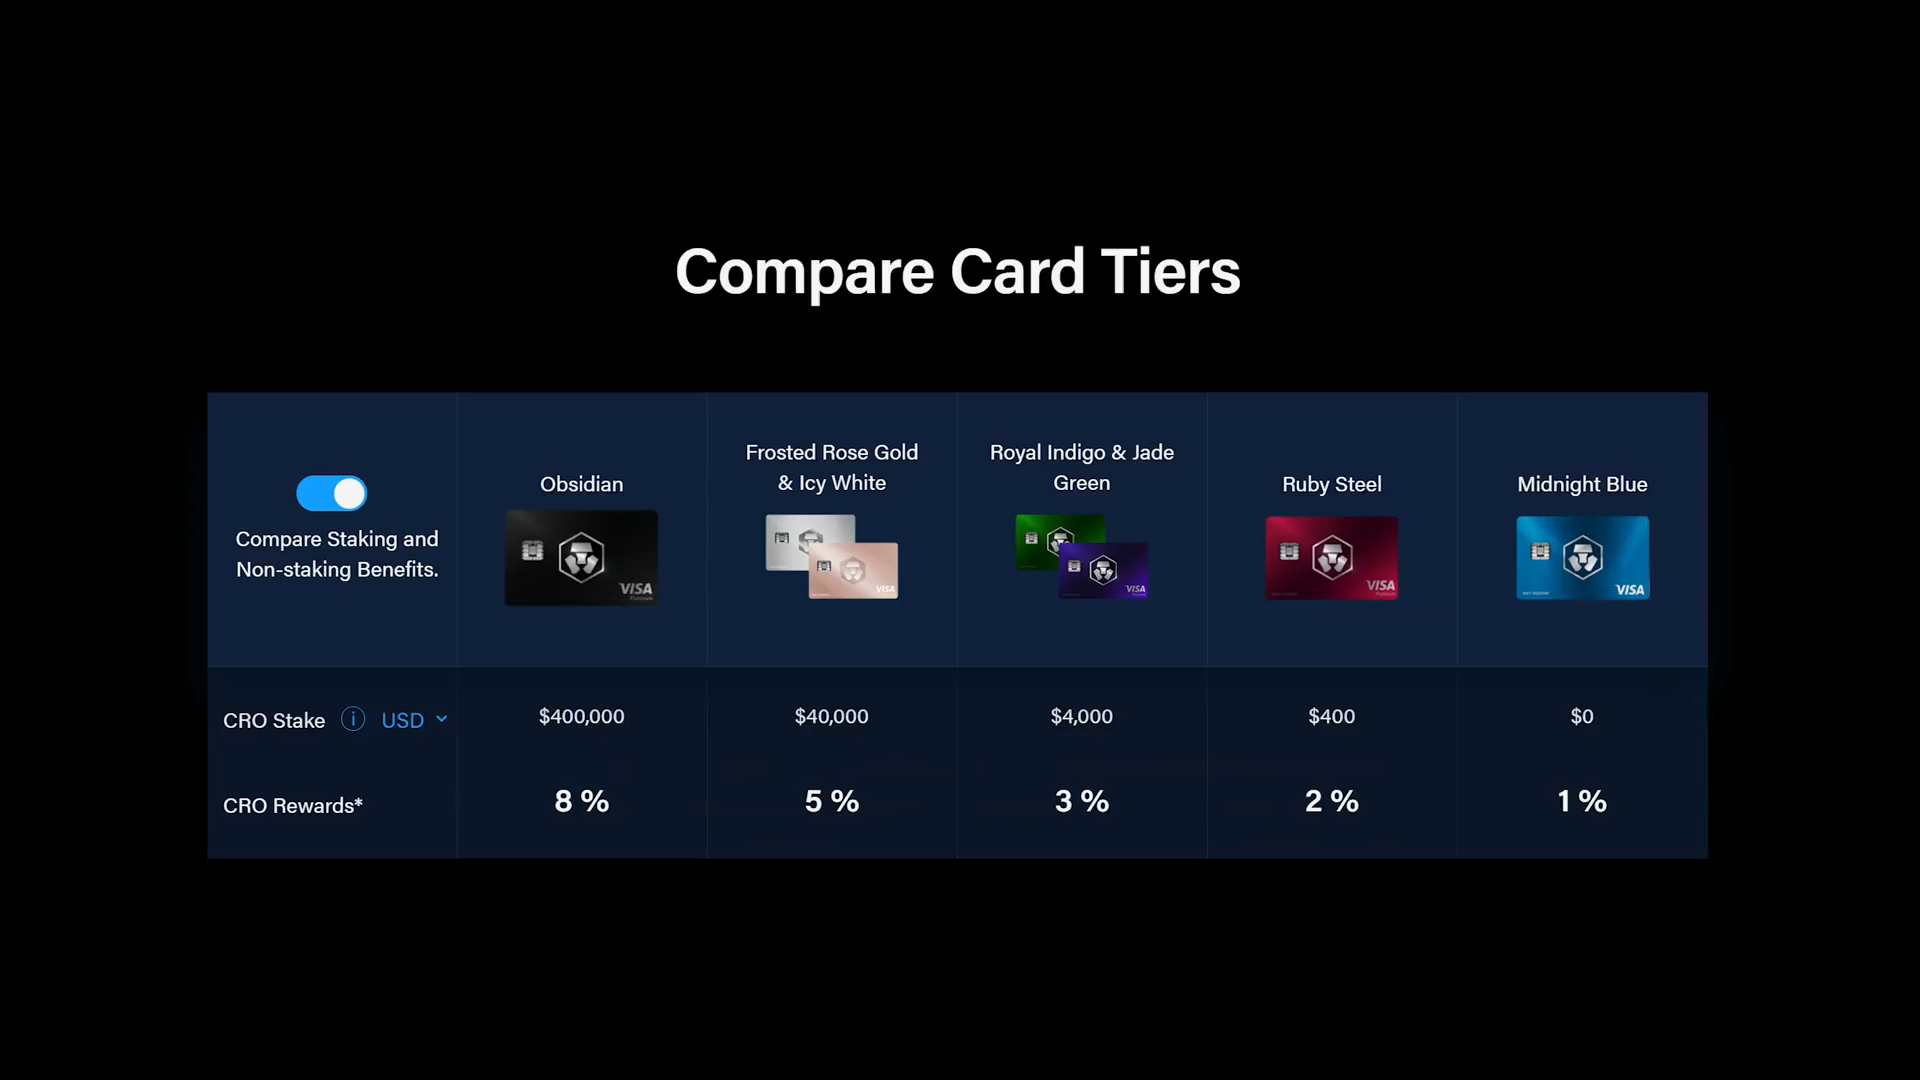 Compare Card Tiers
Compare Staking and
Non-staking Benefits.
Obsidian
VISA
Platinum
Frosted Rose Gold
& Icy White
VISA
Royal Indigo & Jade
Green
VISA
Ruby Steel
VISA
Platinum
Midnight Blue
VISA
CRO Stake ⓘ USD
$400,000
$40,000
$4,000
$400
$0
CRO Rewards*
8 %
5 %
3 %
2 %
1 %